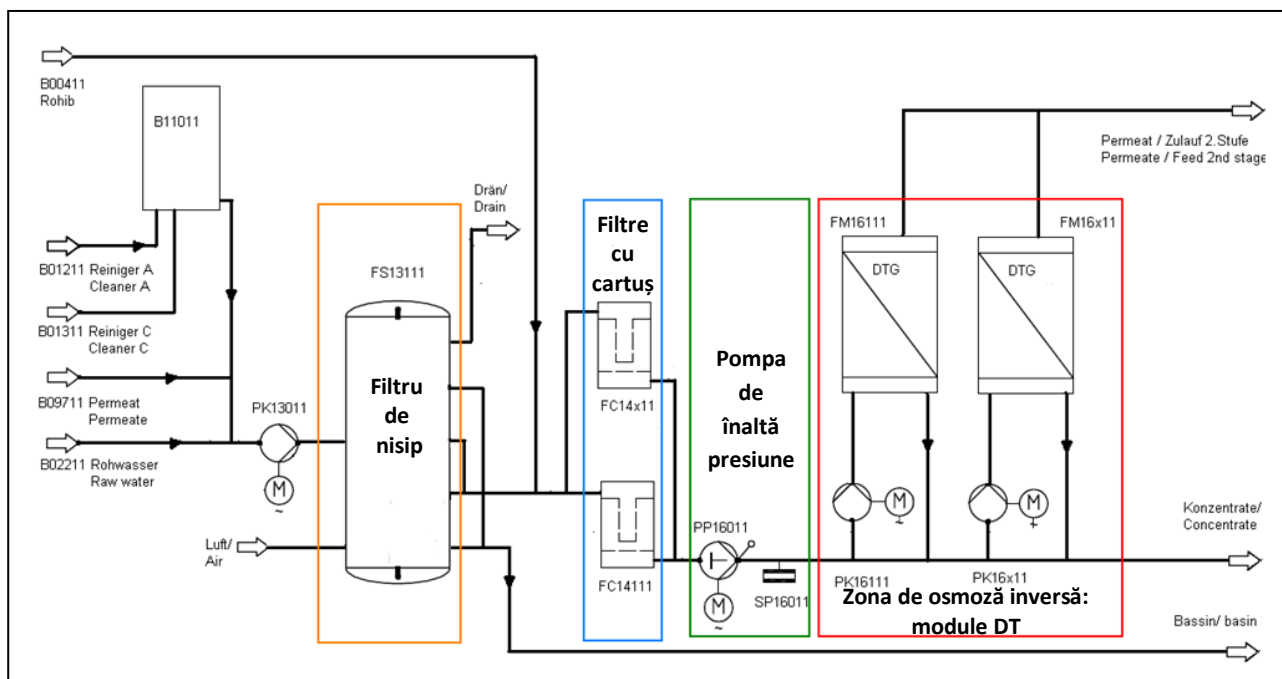 B00411
Rohib
B11011
B01211 Reiniger A
Cleaner A
B01311 Reiniger C
Cleaner C
B09711 Permeat
Permeate
B02211 Rohwasser
Raw water
PK13011
M
~
Luft/
Air
FS13111
Filtru
de
nisip
Drän/
Drain
Filtre
cu
cartuș
FC14x11
FC14111
Pompa
de
înaltă
presiune
PP16011
M
~
SP16011
FM16111
DTG
M
~
PK16111
FM16x11
DTG
M
~
PK16x11
Zona de osmoză inversă:
module DT
Permeat / Zulauf 2.Stufe
Permeate / Feed 2nd stage
Konzentrate/
Concentrate
Bassin/ basin